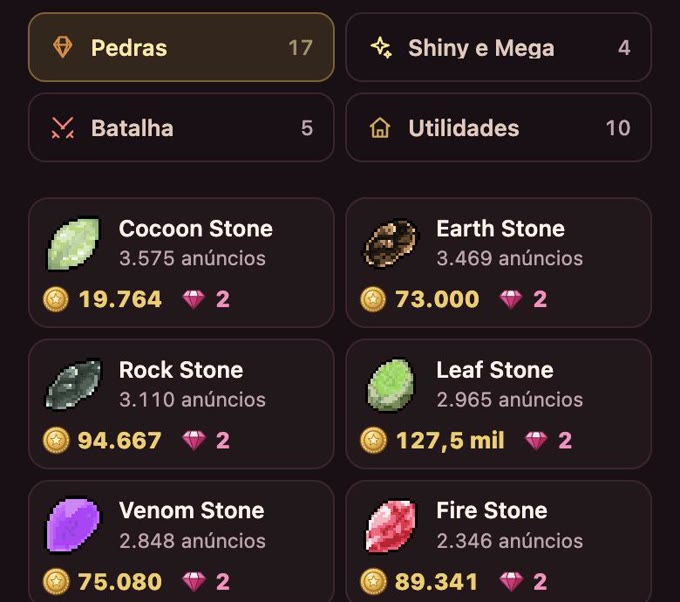 Pedras 17 Shiny e Mega 4
Batalha 5 Utilidades 10
Cocoon Stone
3.575 anúncios
19.764 2
Earth Stone
3.469 anúncios
73.000 2
Rock Stone
3.110 anúncios
94.667 2
Leaf Stone
2.965 anúncios
127,5 mil 2
Venom Stone
2.848 anúncios
75.080 2
Fire Stone
2.346 anúncios
89.341 2